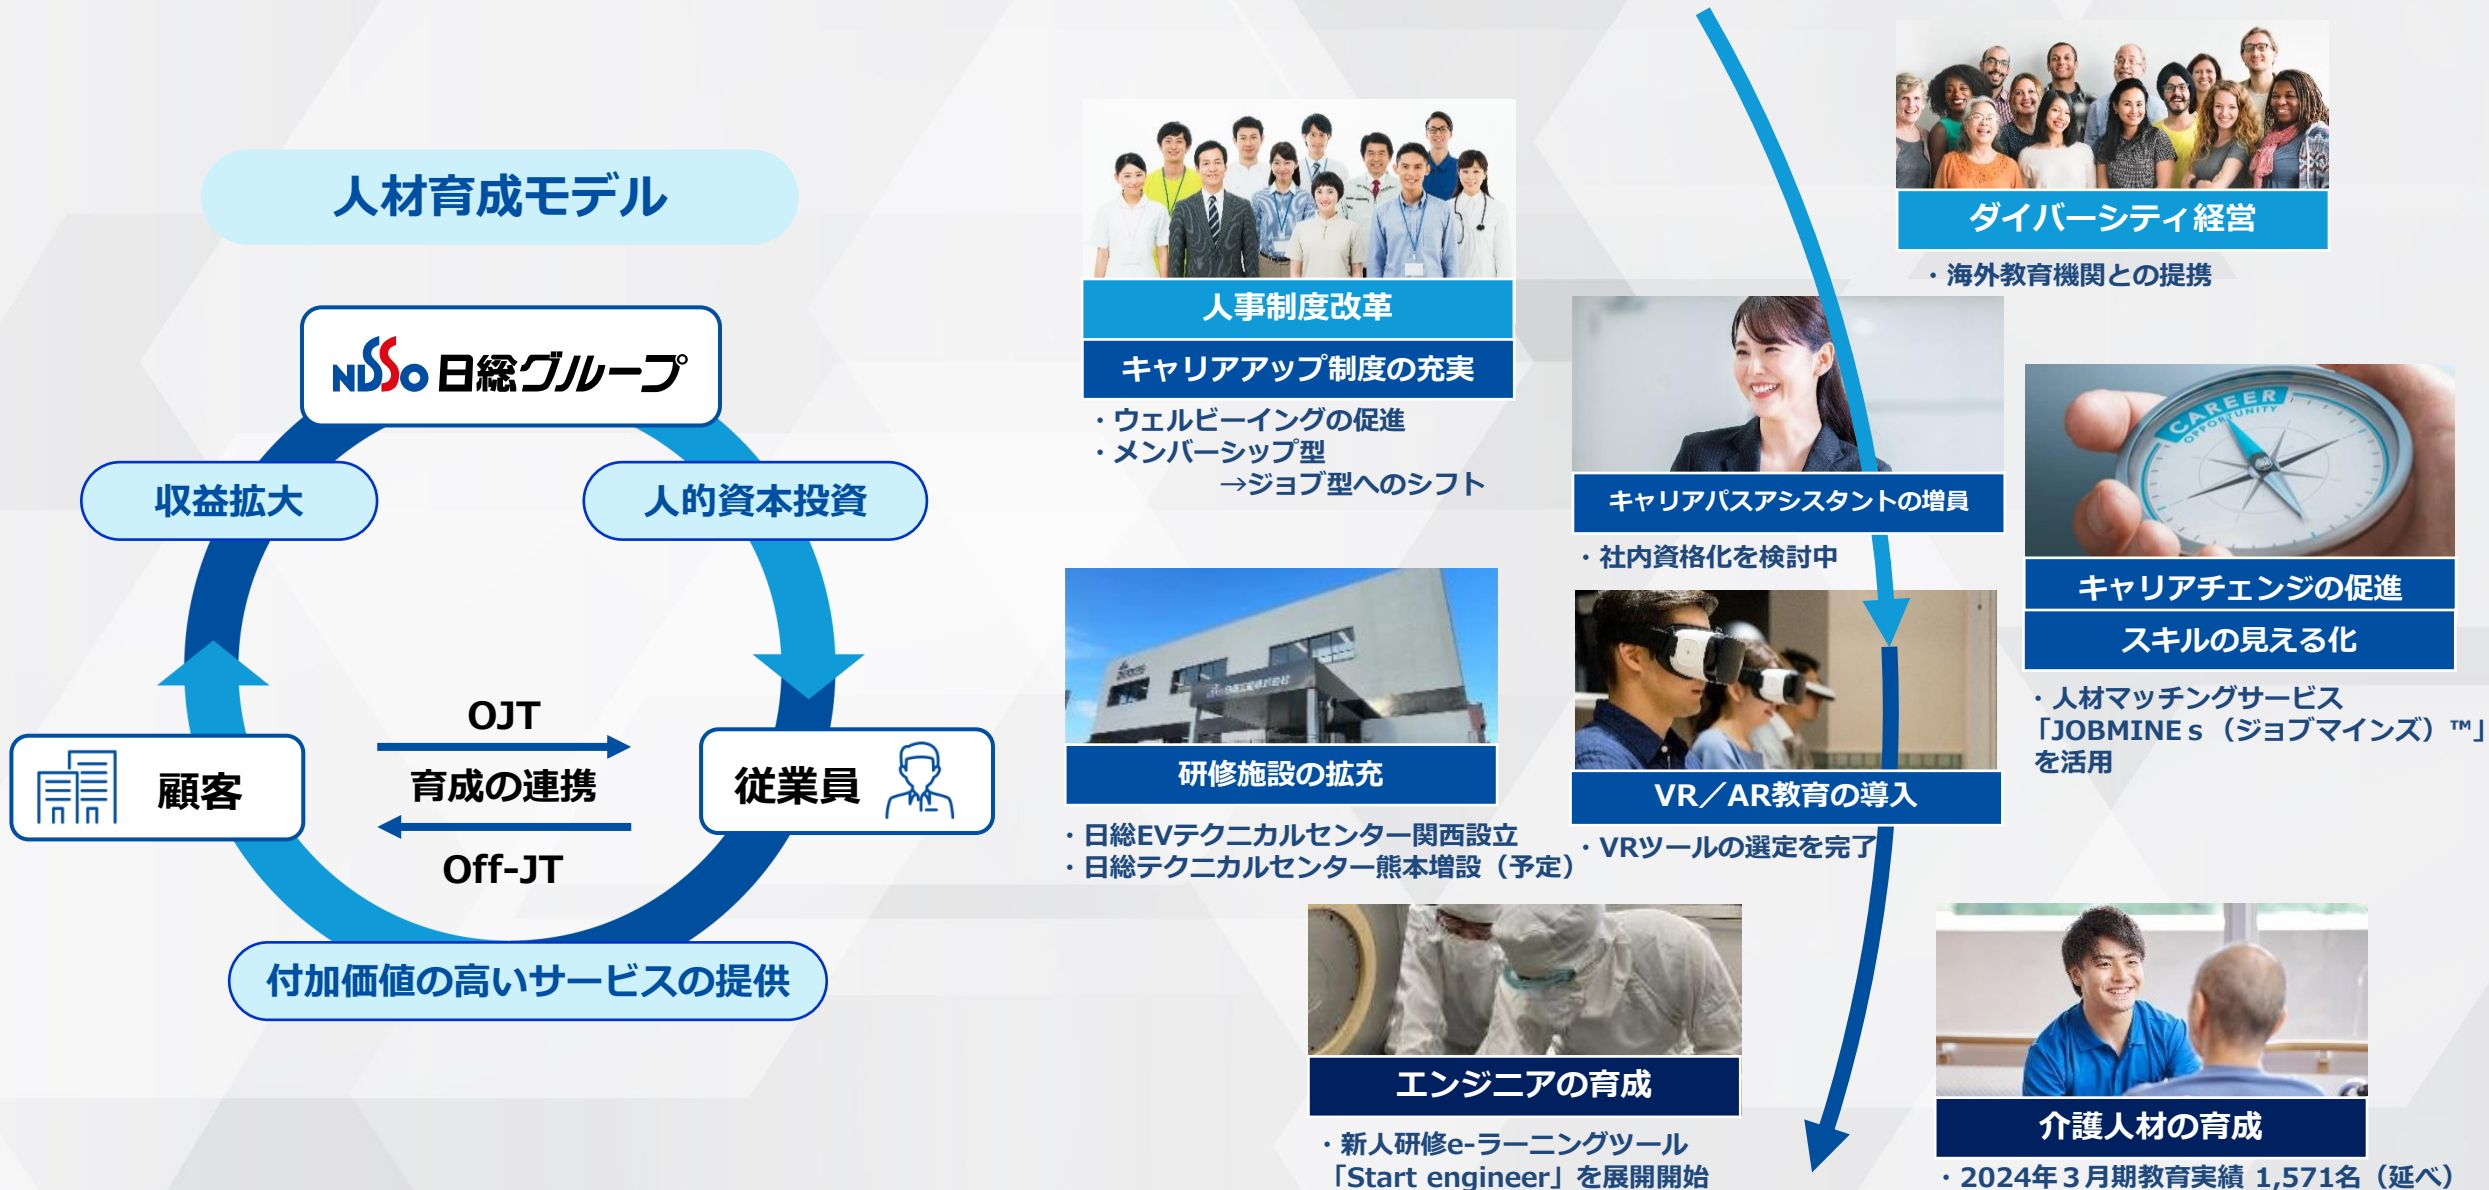 人材育成モデル
NISSO 日総グループ
収益拡大
人的資本投資
OJT
顧客
育成の連携
従業員
Off-JT
付加価値の高いサービスの提供
人事制度改革
キャリアアップ制度の充実
・ウェルビーイングの促進
・メンバーシップ型
→ジョブ型へのシフト
ダイバーシティ経営
・海外教育機関との提携
キャリアパスアシスタントの増員
・社内資格化を検討中
CAREER
OPPORTUNITY
キャリアチェンジの促進
スキルの見える化
・人材マッチングサービス
「JOBMINEs（ジョブマインズ）™」
を活用
研修施設の拡充
・日総EVテクニカルセンター関西設立
・日総テクニカルセンター熊本増設（予定）
VR／AR教育の導入
・VRツールの選定を完了
エンジニアの育成
・新人研修e-ラーニングツール
「Start engineer」を展開開始
介護人材の育成
・2024年３月期教育実績 1,571名（延べ）